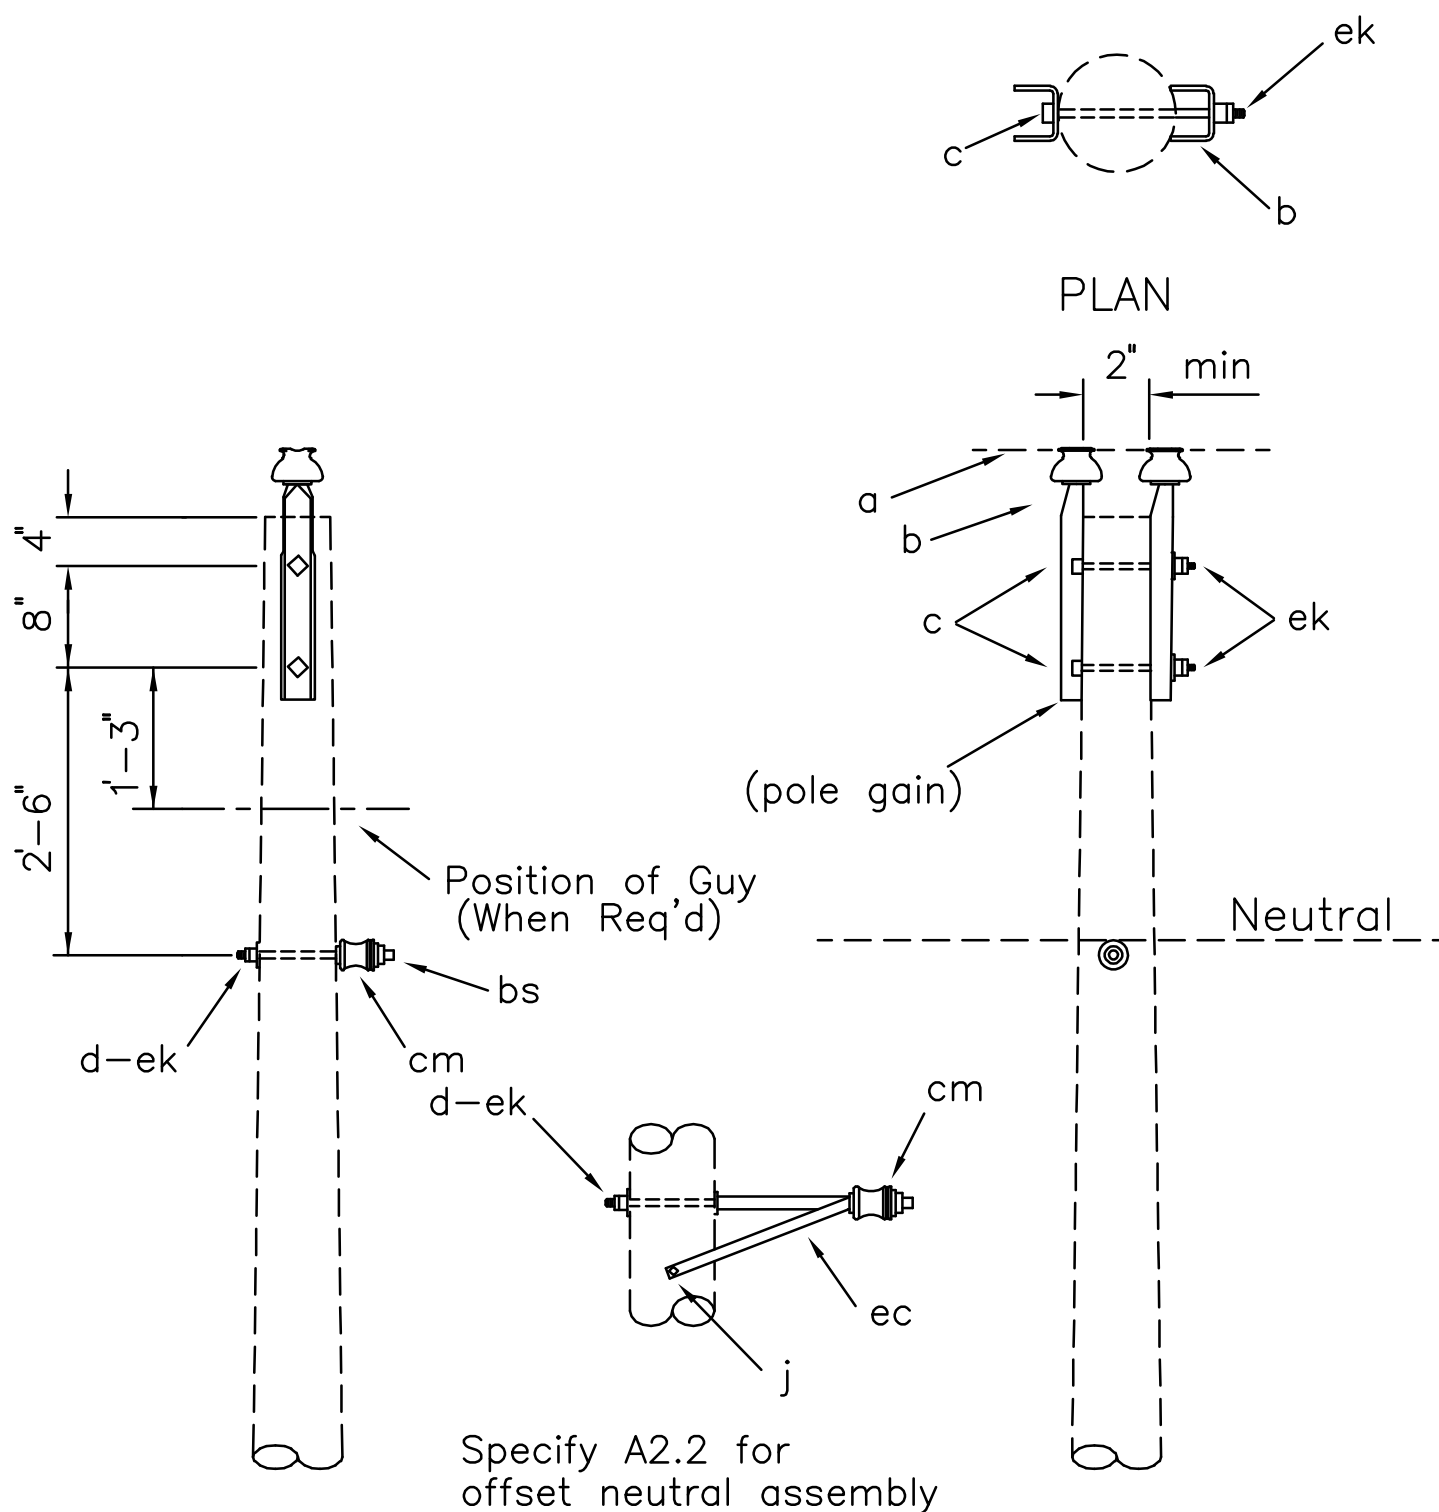 ek
c
b
PLAN
2" min
a
b
4"
8"
c
ek
1'-3"
(pole gain)
2'-6"
Position of Guy
(When Req'd)
Neutral
bs
d-ek
cm
d-ek
cm
ec
j
Specify A2.2 for
offset neutral assembly